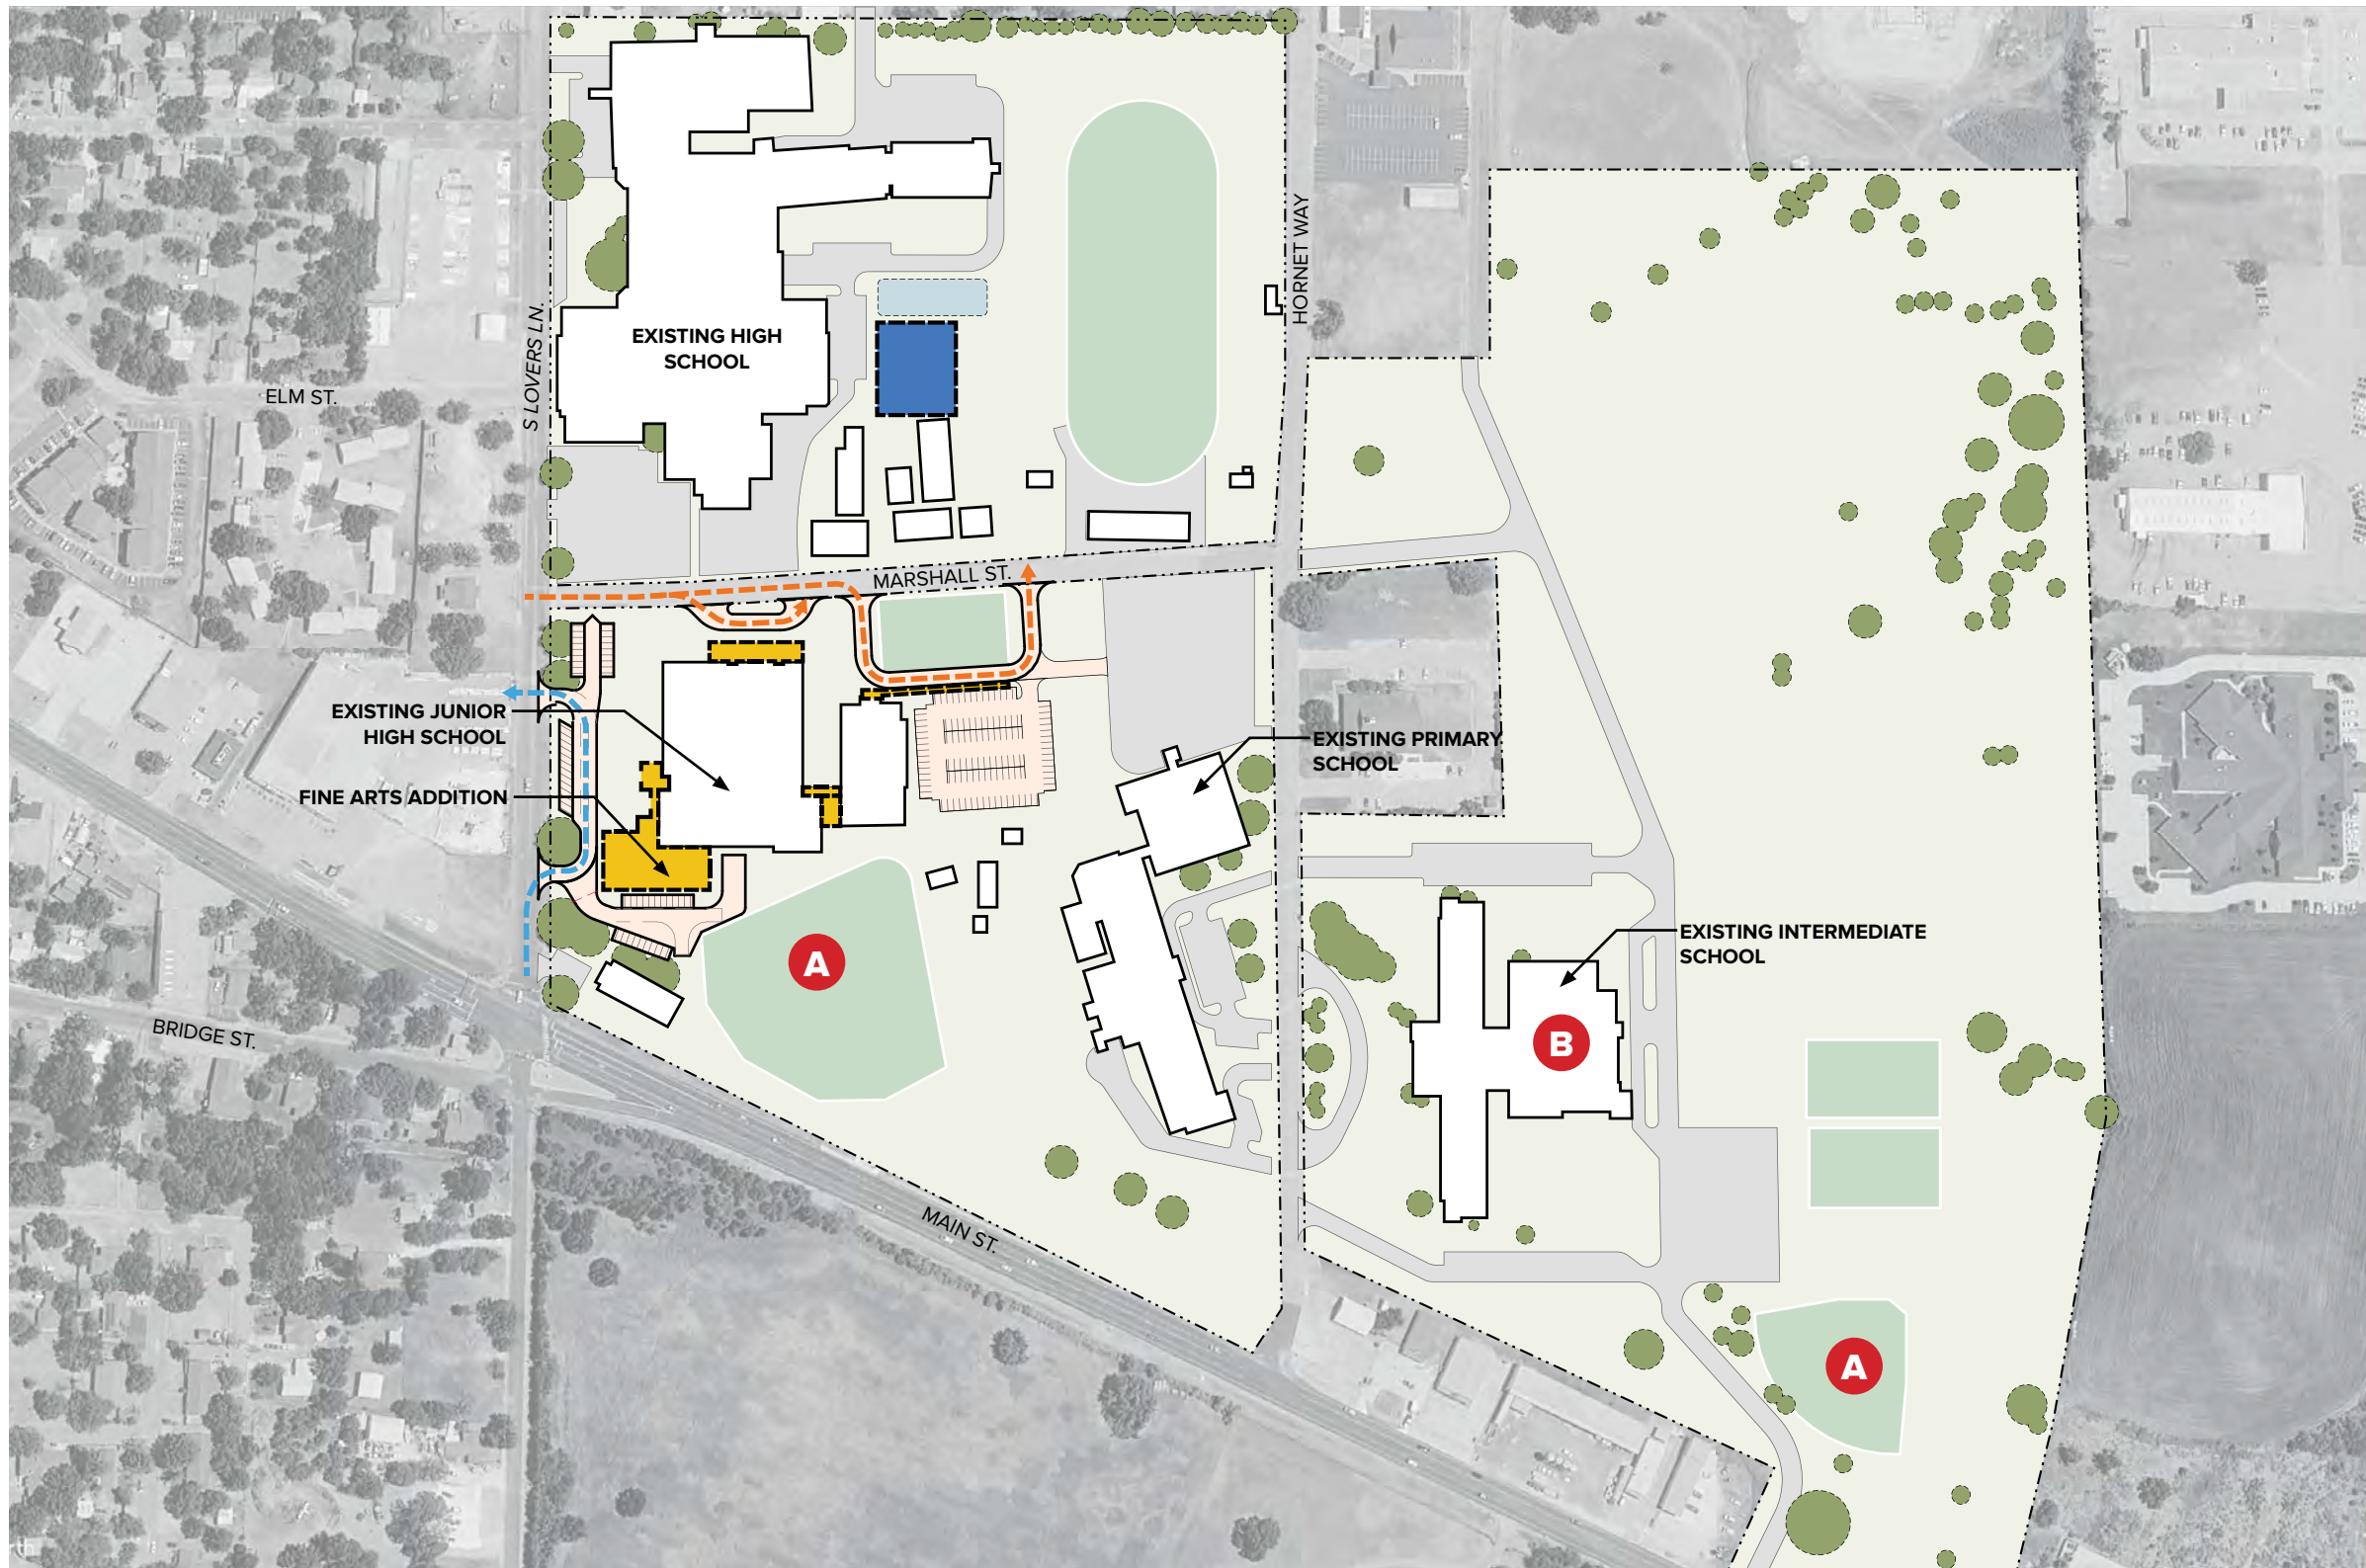 HORNET WAY
S LOVERS LN.
EXISTING HIGH
SCHOOL
ELM ST.
MARSHALL ST.
EXISTING JUNIOR
HIGH SCHOOL
EXISTING PRIMARY
SCHOOL
FINE ARTS ADDITION
EXISTING INTERMEDIATE
SCHOOL
A
BRIDGE ST.
B
MAIN ST.
A